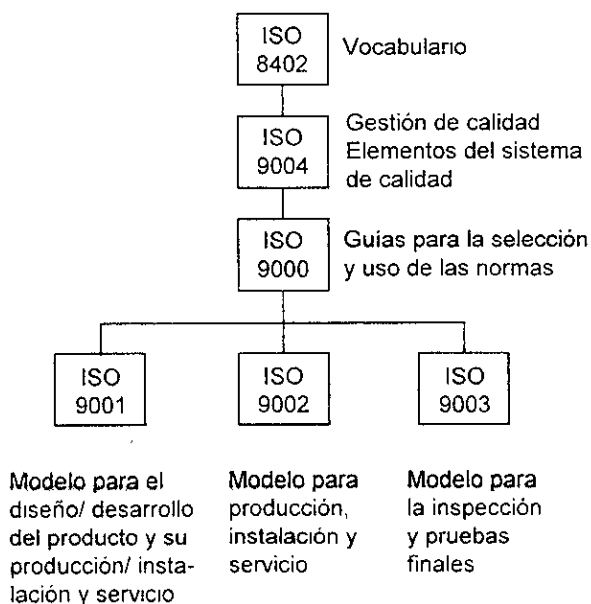 ISO
8402
Vocabulario
ISO
9004
Gestión de calidad
Elementos del sistema
de calidad
ISO
9000
Guías para la selección
y uso de las normas
ISO
9001
ISO
9002
ISO
9003
Modelo para el
diseño/ desarrollo
del producto y su
producción/ insta-
lación y servicio
Modelo para
producción,
instalación y
servicio
Modelo para
la inspección
y pruebas
finales